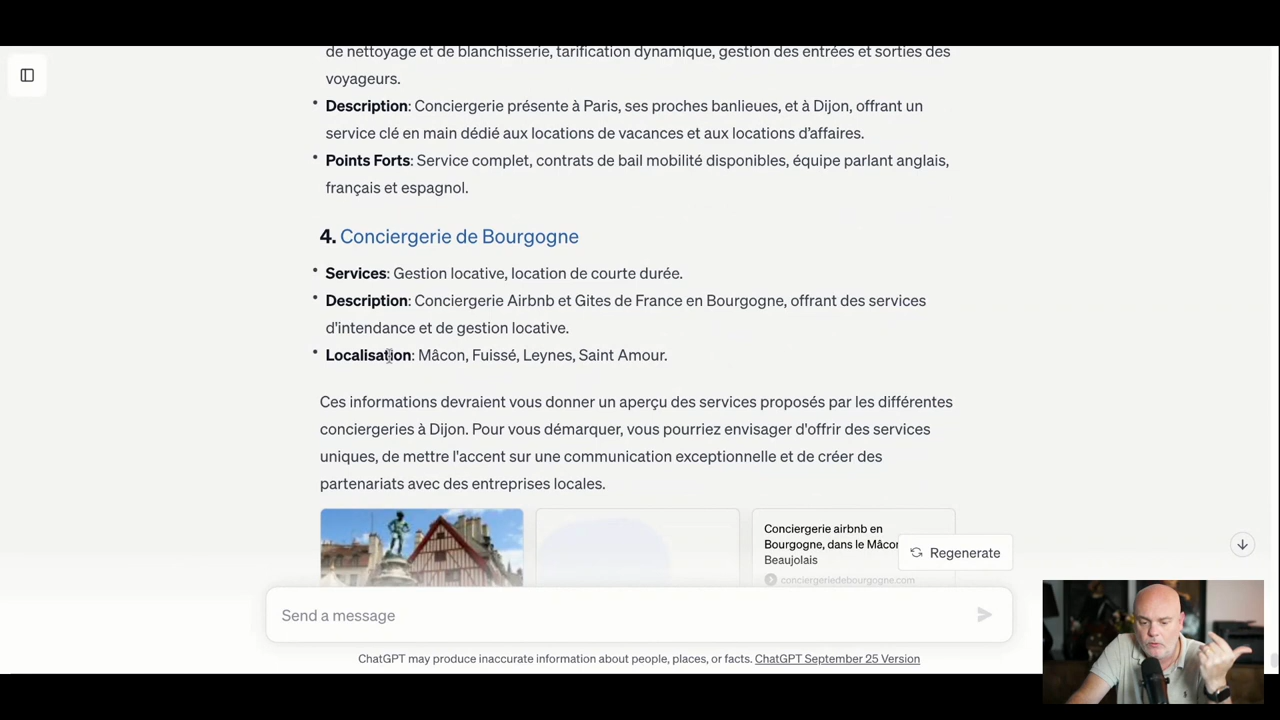 de nettoyage et de blanchisserie, tarification dynamique, gestion des entrées et sorties des
voyageurs.
• Description: Conciergerie présente à Paris, ses proches banlieues, et à Dijon, offrant un
service clé en main dédié aux locations de vacances et aux locations d’affaires.
• Points Forts: Service complet, contrats de bail mobilité disponibles, équipe parlant anglais,
français et espagnol.
4. Conciergerie de Bourgogne
• Services: Gestion locative, location de courte durée.
• Description: Conciergerie Airbnb et Gites de France en Bourgogne, offrant des services
d'intendance et de gestion locative.
• Localisation: Mâcon, Fuissé, Leynes, Saint Amour.
Ces informations devraient vous donner un aperçu des services proposés par les différentes
conciergeries à Dijon. Pour vous démarquer, vous pourriez envisager d'offrir des services
uniques, de mettre l'accent sur une communication exceptionnelle et de créer des
partenariats avec des entreprises locales.
Conciergerie airbnb en
Bourgogne, dans le Mâcon
Beaujolais
conciergeriedebourgogne.com
Regenerate
Send a message
ChatGPT may produce inaccurate information about people, places, or facts. ChatGPT September 25 Version